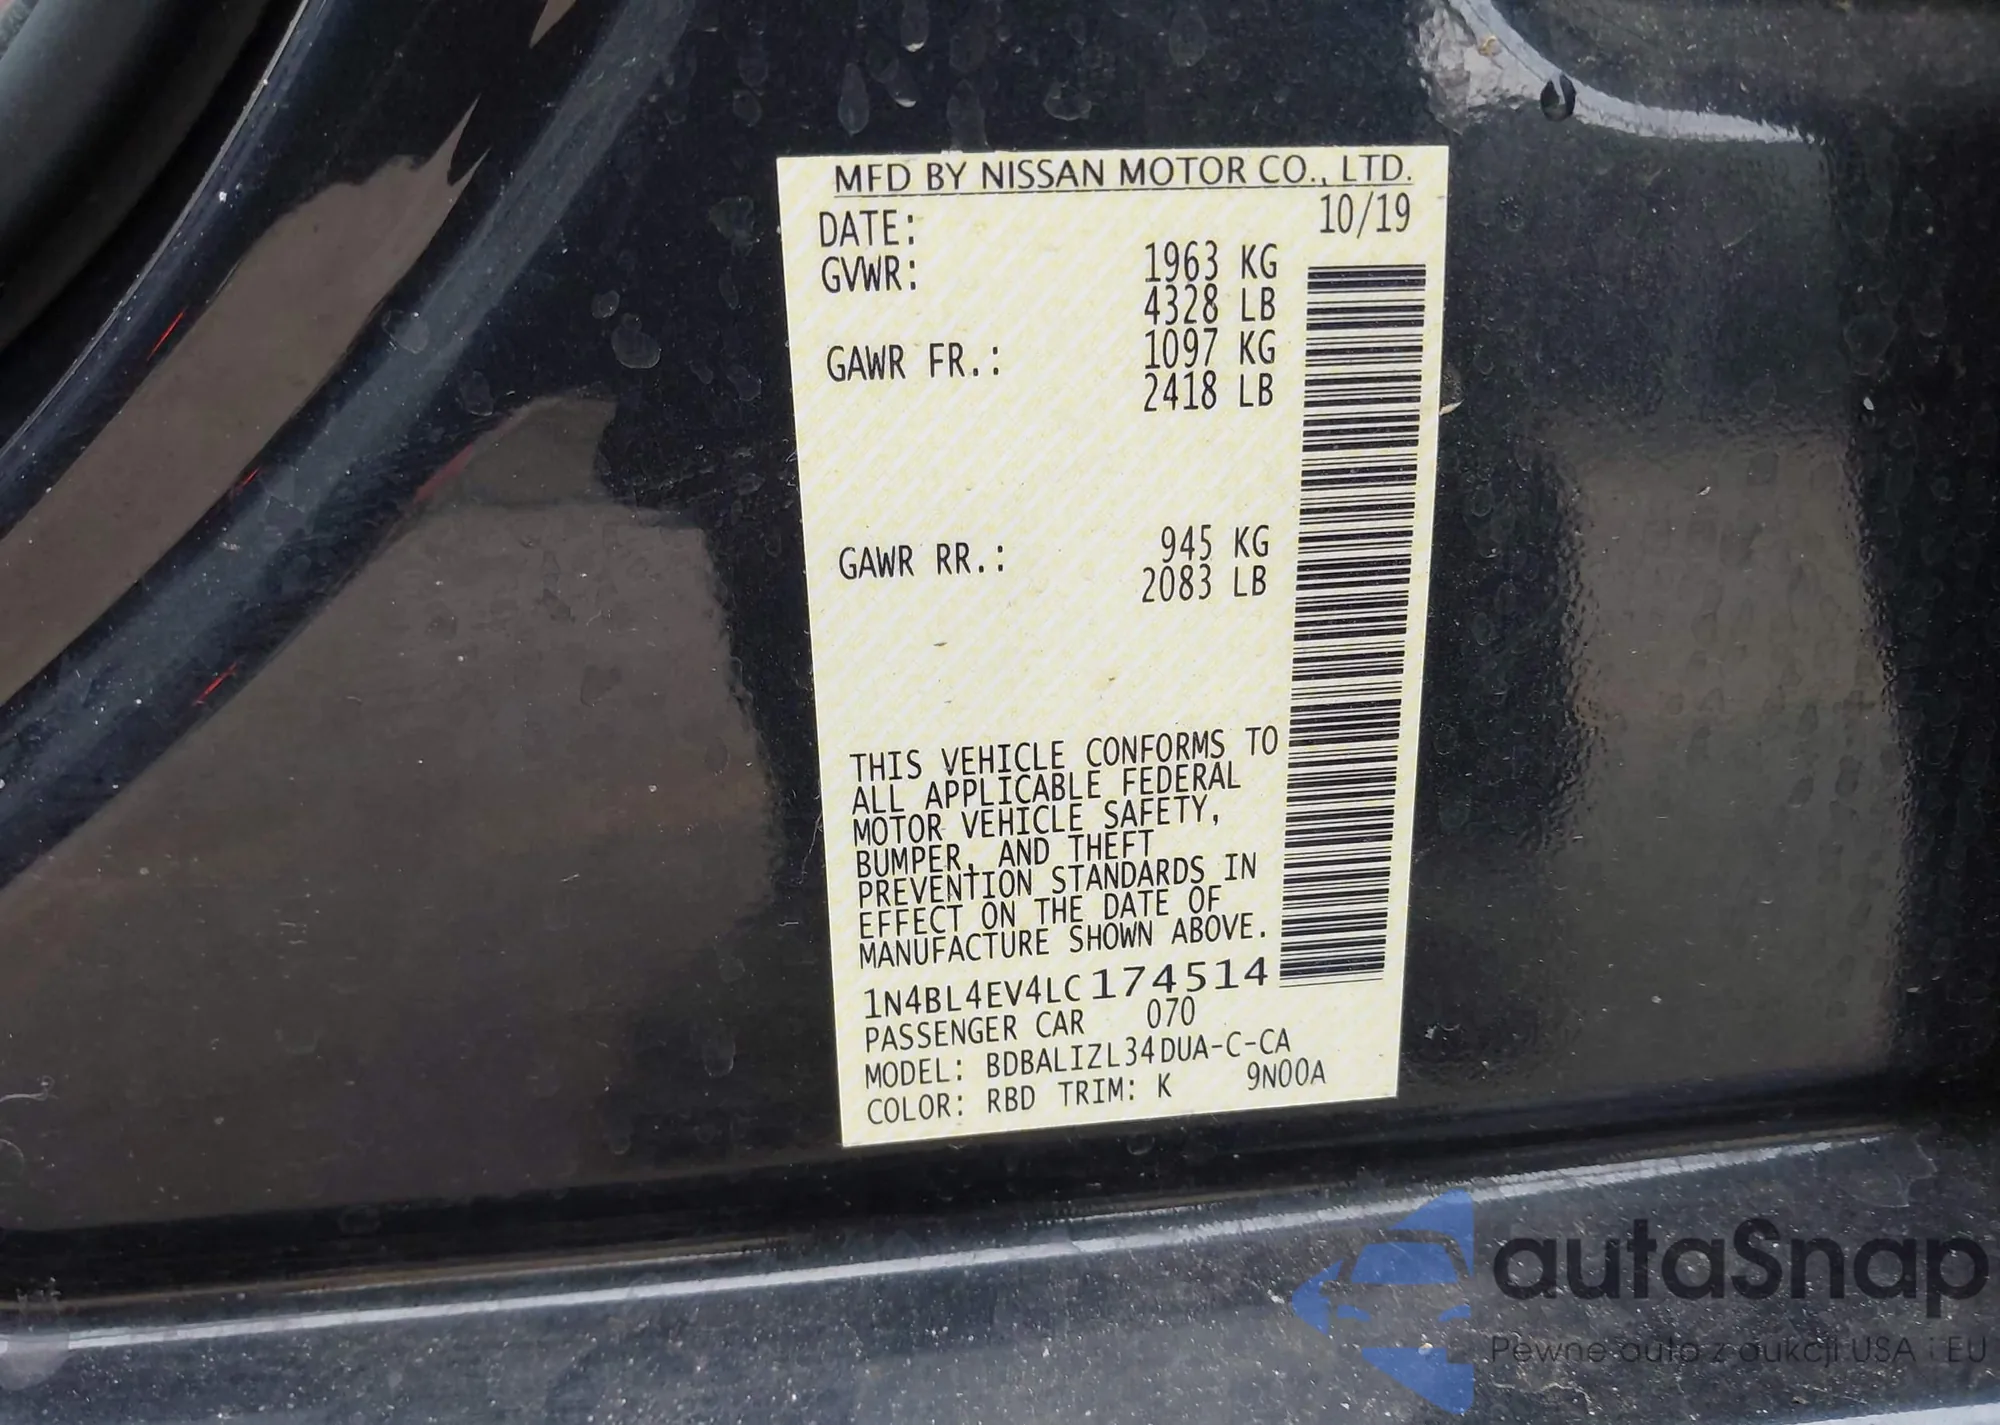 MFD BY NISSAN MOTOR CO., LTD.
DATE: 10/19
GVWR: 1963 KG
4328 LB
GAWR FR.: 1097 KG
2418 LB
GAWR RR.: 945 KG
2083 LB
THIS VEHICLE CONFORMS TO
ALL APPLICABLE FEDERAL
MOTOR VEHICLE SAFETY,
BUMPER, AND THEFT
PREVENTION STANDARDS IN
EFFECT ON THE DATE OF
MANUFACTURE SHOWN ABOVE.
1N4BL4EV4LC174514
PASSENGER CAR 070
MODEL: BDBALIZL34DUA-C-CA
COLOR: RBD TRIM: K 9N00A
autaSnap
Pewne auto z aukcji USA i EU